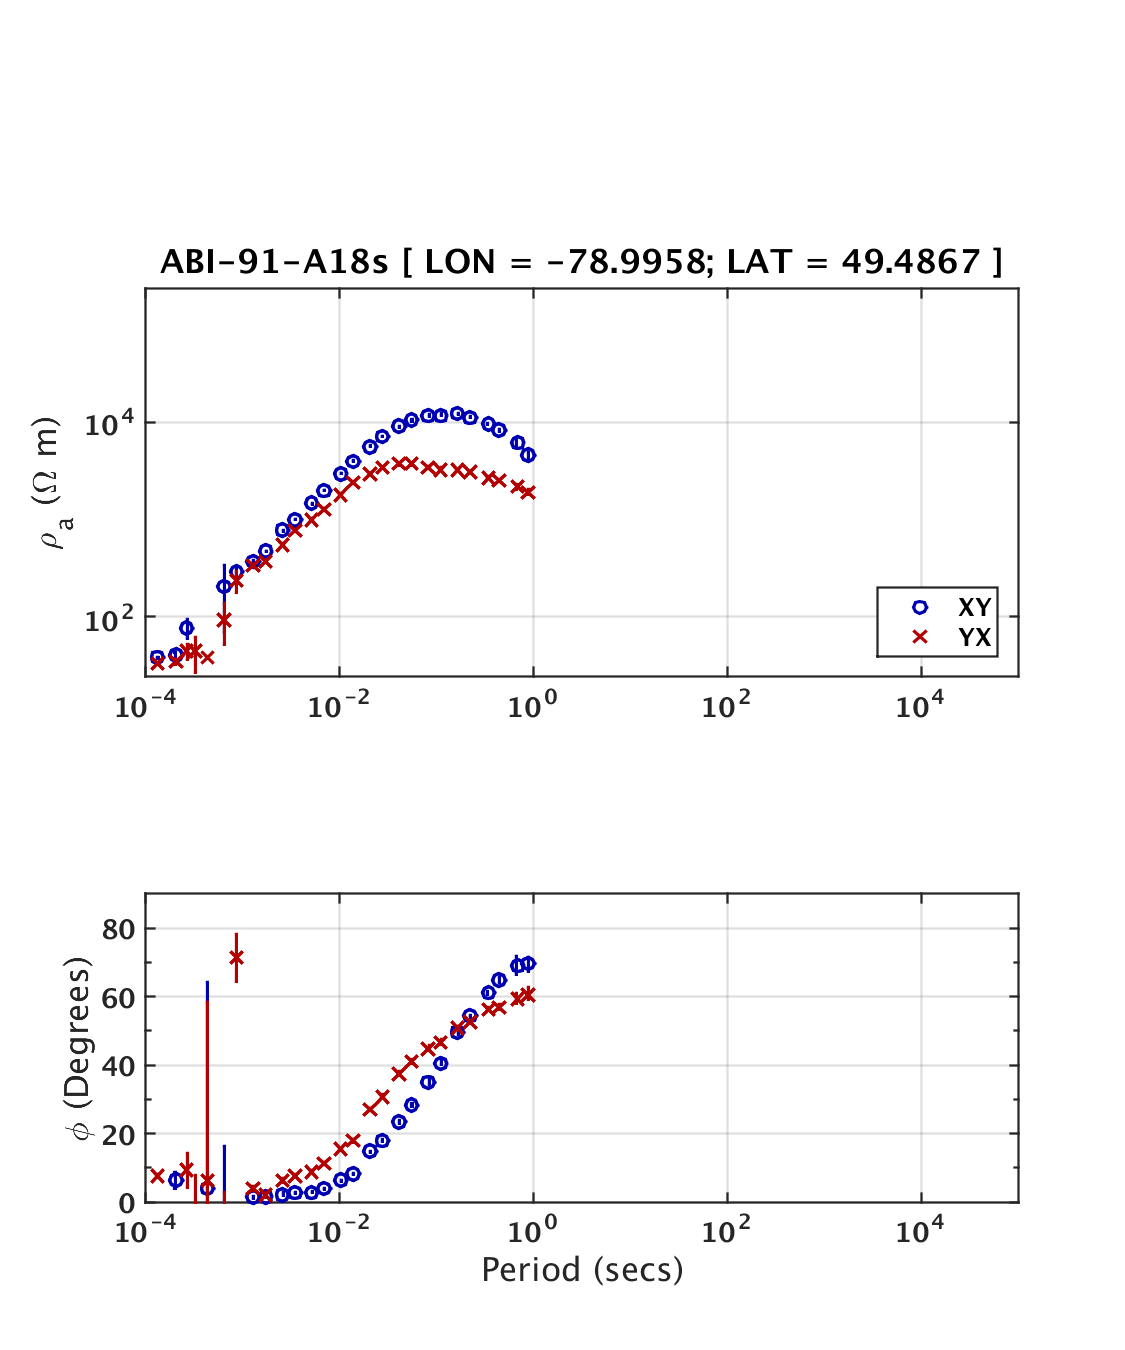 ABI-91-A18s [ LON = -78.9958; LAT = 49.4867 ]
ρa (Ω m)
10^4
10^2
XY
YX
10^-4 10^-2 10^0 10^2 10^4
ϕ (Degrees)
80
60
40
20
0
10^-4 10^-2 10^0 10^2 10^4
Period (secs)